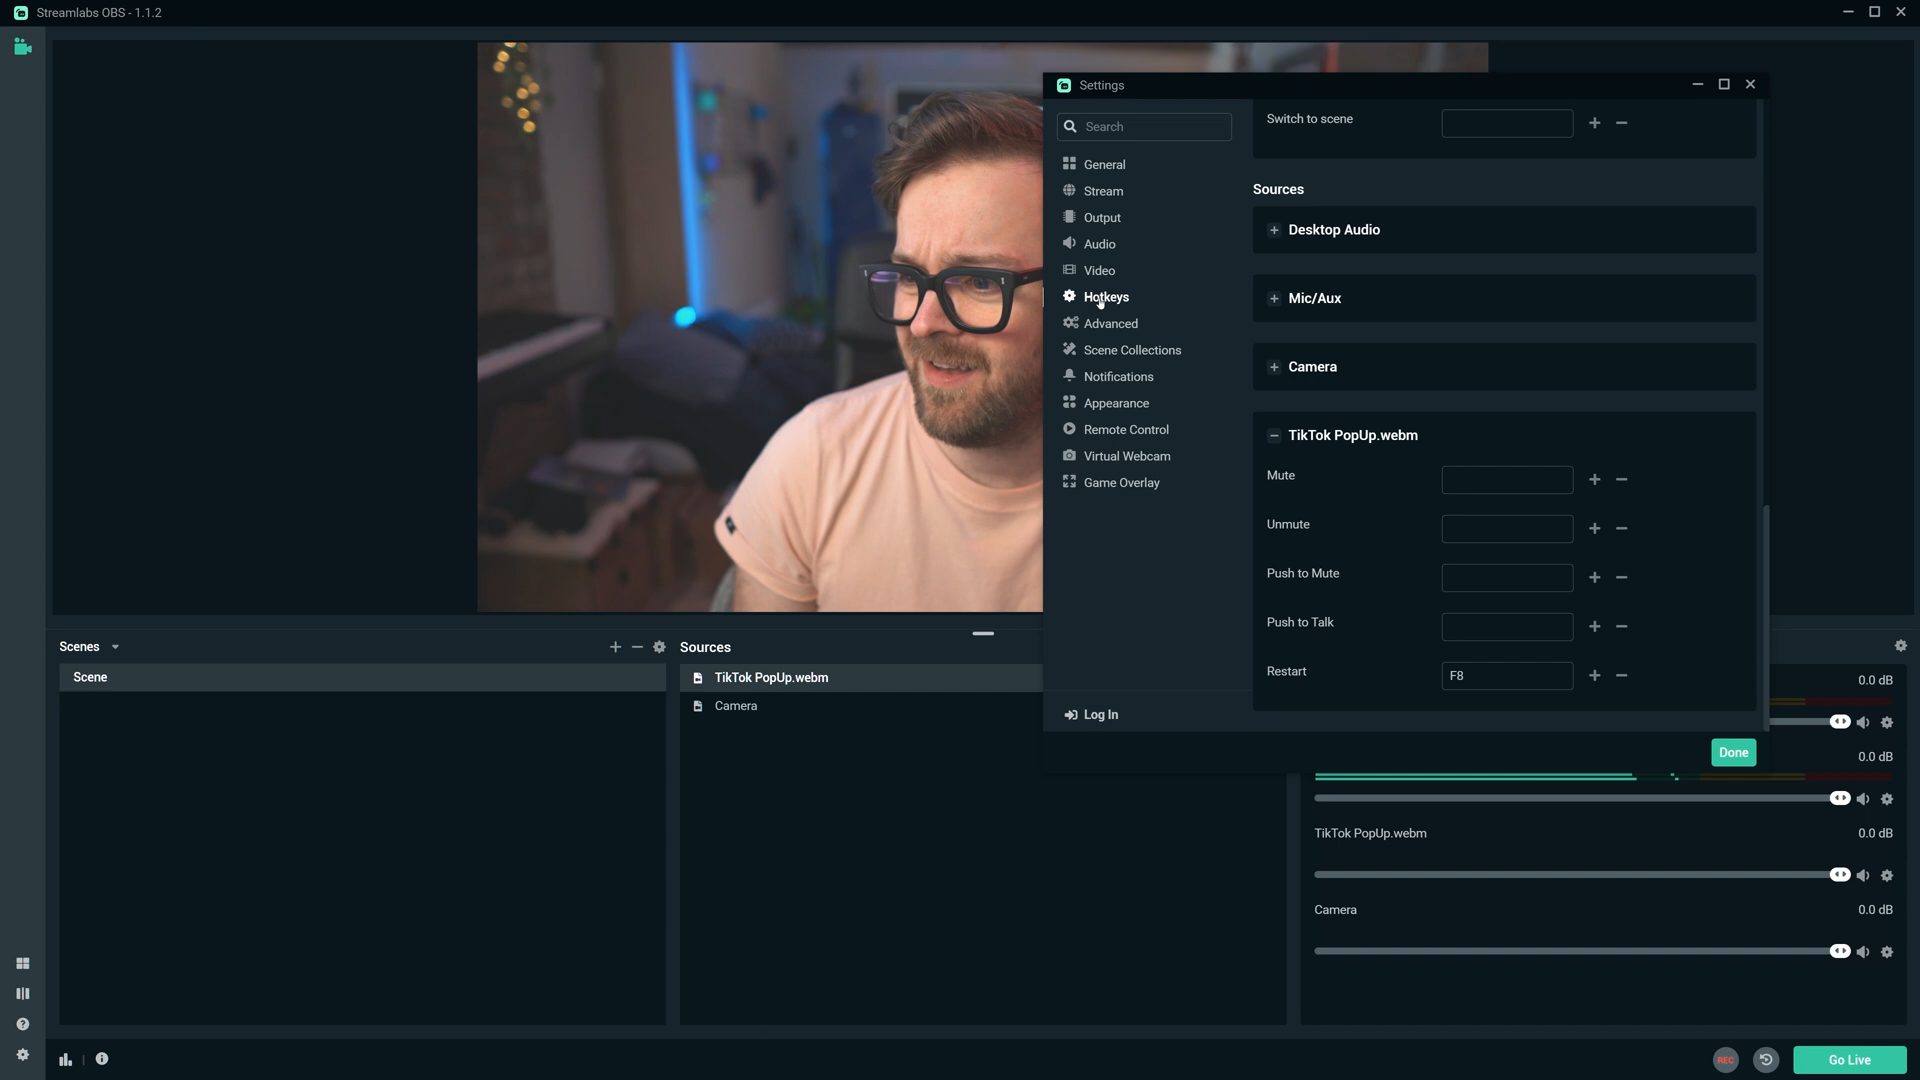 Streamlabs OBS - 1.1.2
Settings
Search
General
Stream
Output
Audio
Video
Hotkeys
Advanced
Scene Collections
Notifications
Appearance
Remote Control
Virtual Webcam
Game Overlay
Log In
Switch to scene
Sources
Desktop Audio
Mic/Aux
Camera
TikTok PopUp.webm
Mute
Unmute
Push to Mute
Push to Talk
Restart F8
Done
Scenes
Scene
Sources
TikTok PopUp.webm
Camera
0.0 dB
0.0 dB
TikTok PopUp.webm 0.0 dB
Camera 0.0 dB
REC
Go Live